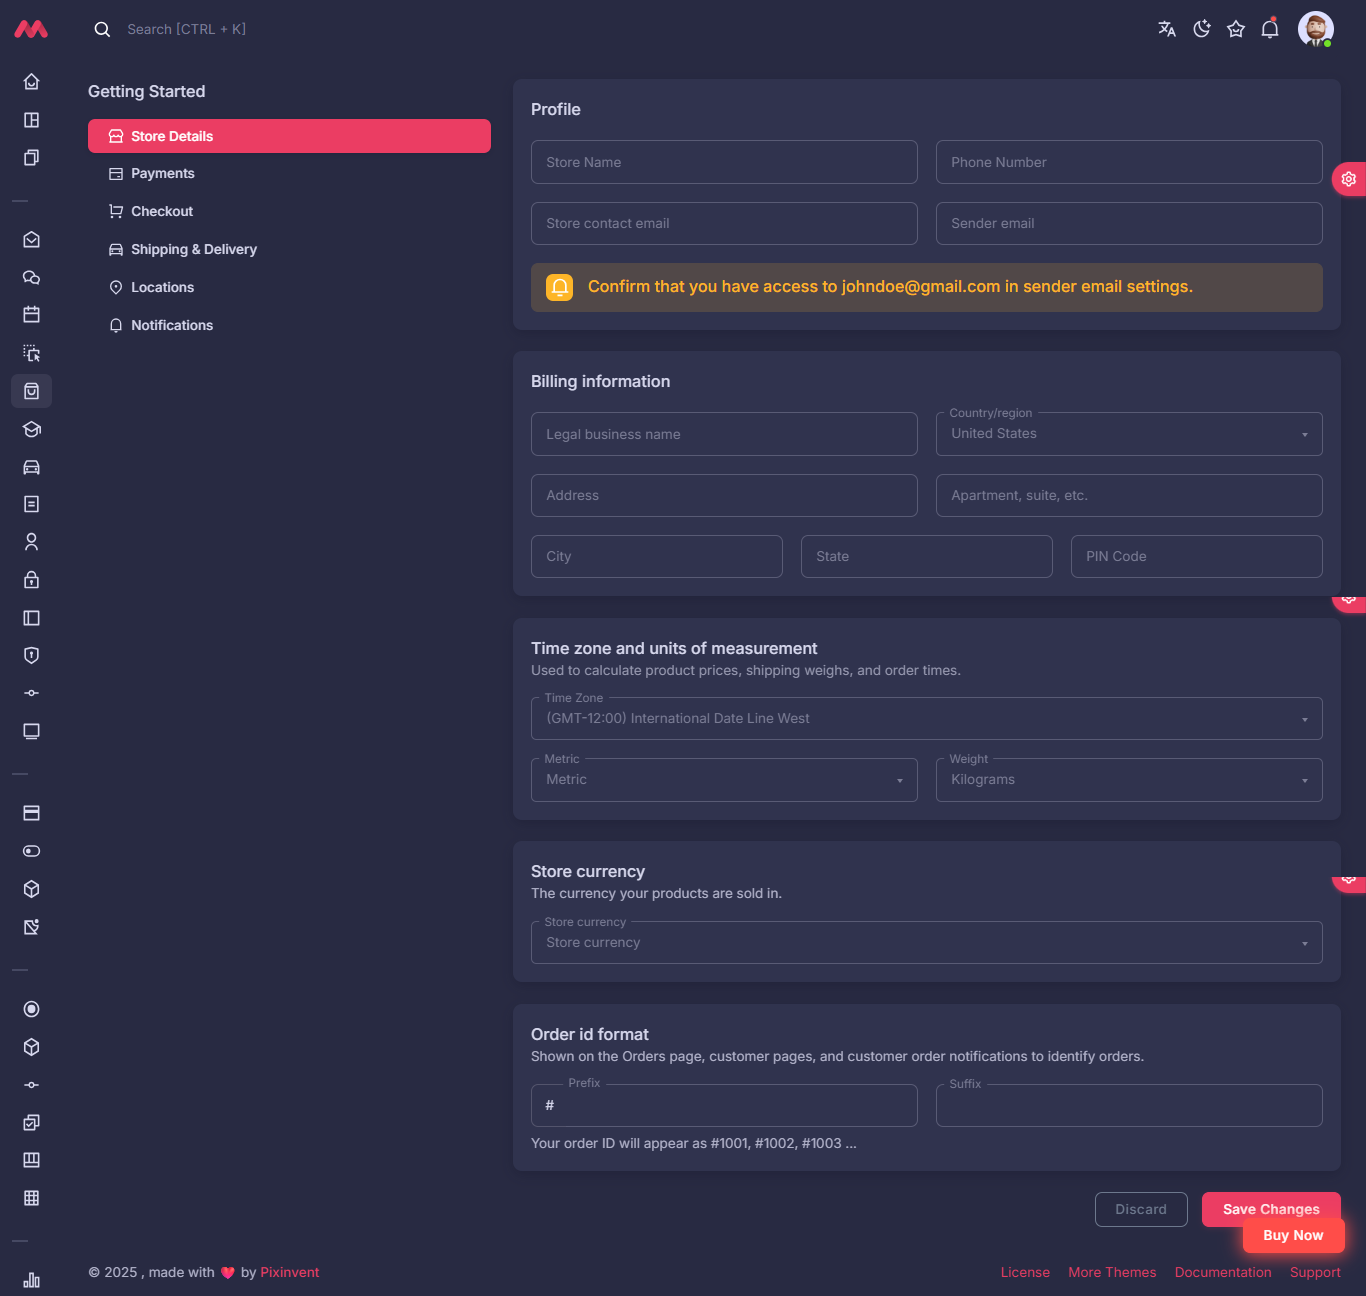 Search [CTRL + K]
Getting Started
Store Details
Payments
Checkout
Shipping & Delivery
Locations
Notifications
Profile
Store Name
Phone Number
Store contact email
Sender email
Confirm that you have access to johndoe@gmail.com in sender email settings.
Billing information
Legal business name
Country/region
United States
Address
Apartment, suite, etc.
City
State
PIN Code
Time zone and units of measurement
Used to calculate product prices, shipping weighs, and order times.
Time Zone
(GMT-12:00) International Date Line West
Metric
Metric
Weight
Kilograms
Store currency
The currency your products are sold in.
Store currency
Store currency
Order id format
Shown on the Orders page, customer pages, and customer order notifications to identify orders.
Prefix
#
Suffix
Your order ID will appear as #1001, #1002, #1003 ...
Discard
Save Changes
Buy Now
© 2025 , made with ❤️ by Pixinvent
License
More Themes
Documentation
Support